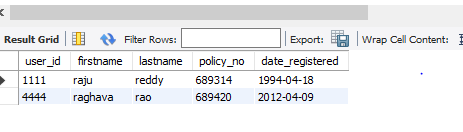 Result Grid Filter Rows: Export: Wrap Cell Content:
user_id firstname lastname policy_no date_registered
1111 raju reddy 689314 1994-04-18
4444 raghava rao 689420 2012-04-09